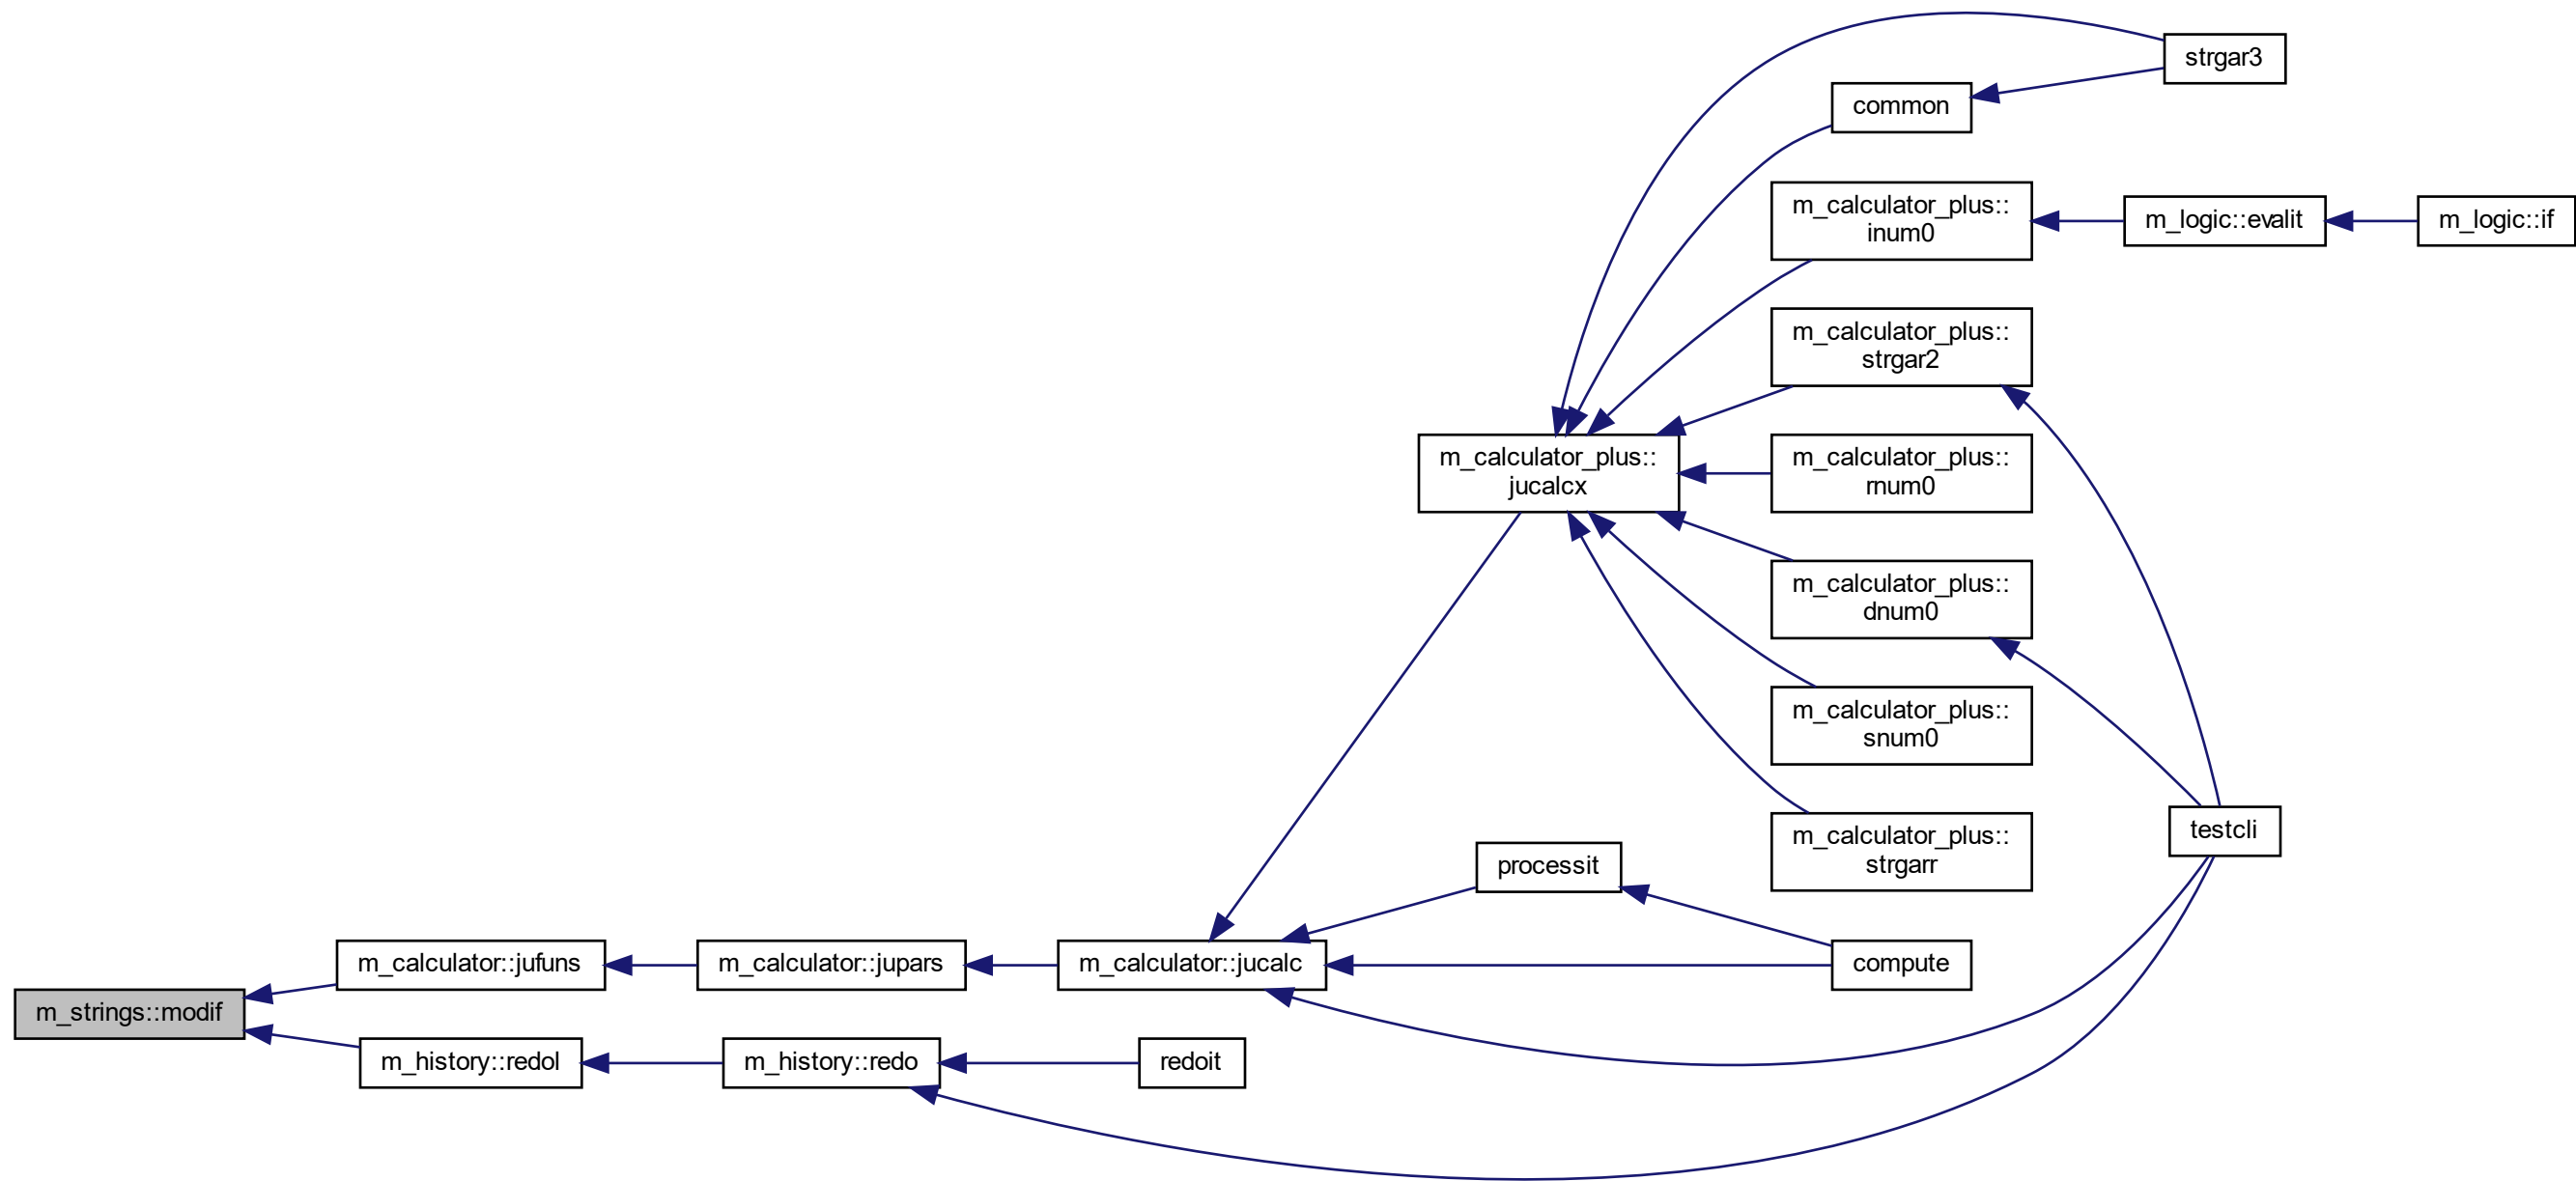 strgar3
common
m_calculator_plus::
inum0
m_logic::evalit
m_logic::if
m_calculator_plus::
strgar2
m_calculator_plus::
jucalcx
m_calculator_plus::
rnum0
m_calculator_plus::
dnum0
m_calculator_plus::
snum0
testcli
m_calculator_plus::
strgarr
processit
m_calculator::jufuns
m_calculator::jupars
m_calculator::jucalc
compute
m_strings::modif
m_history::redol
m_history::redo
redoit